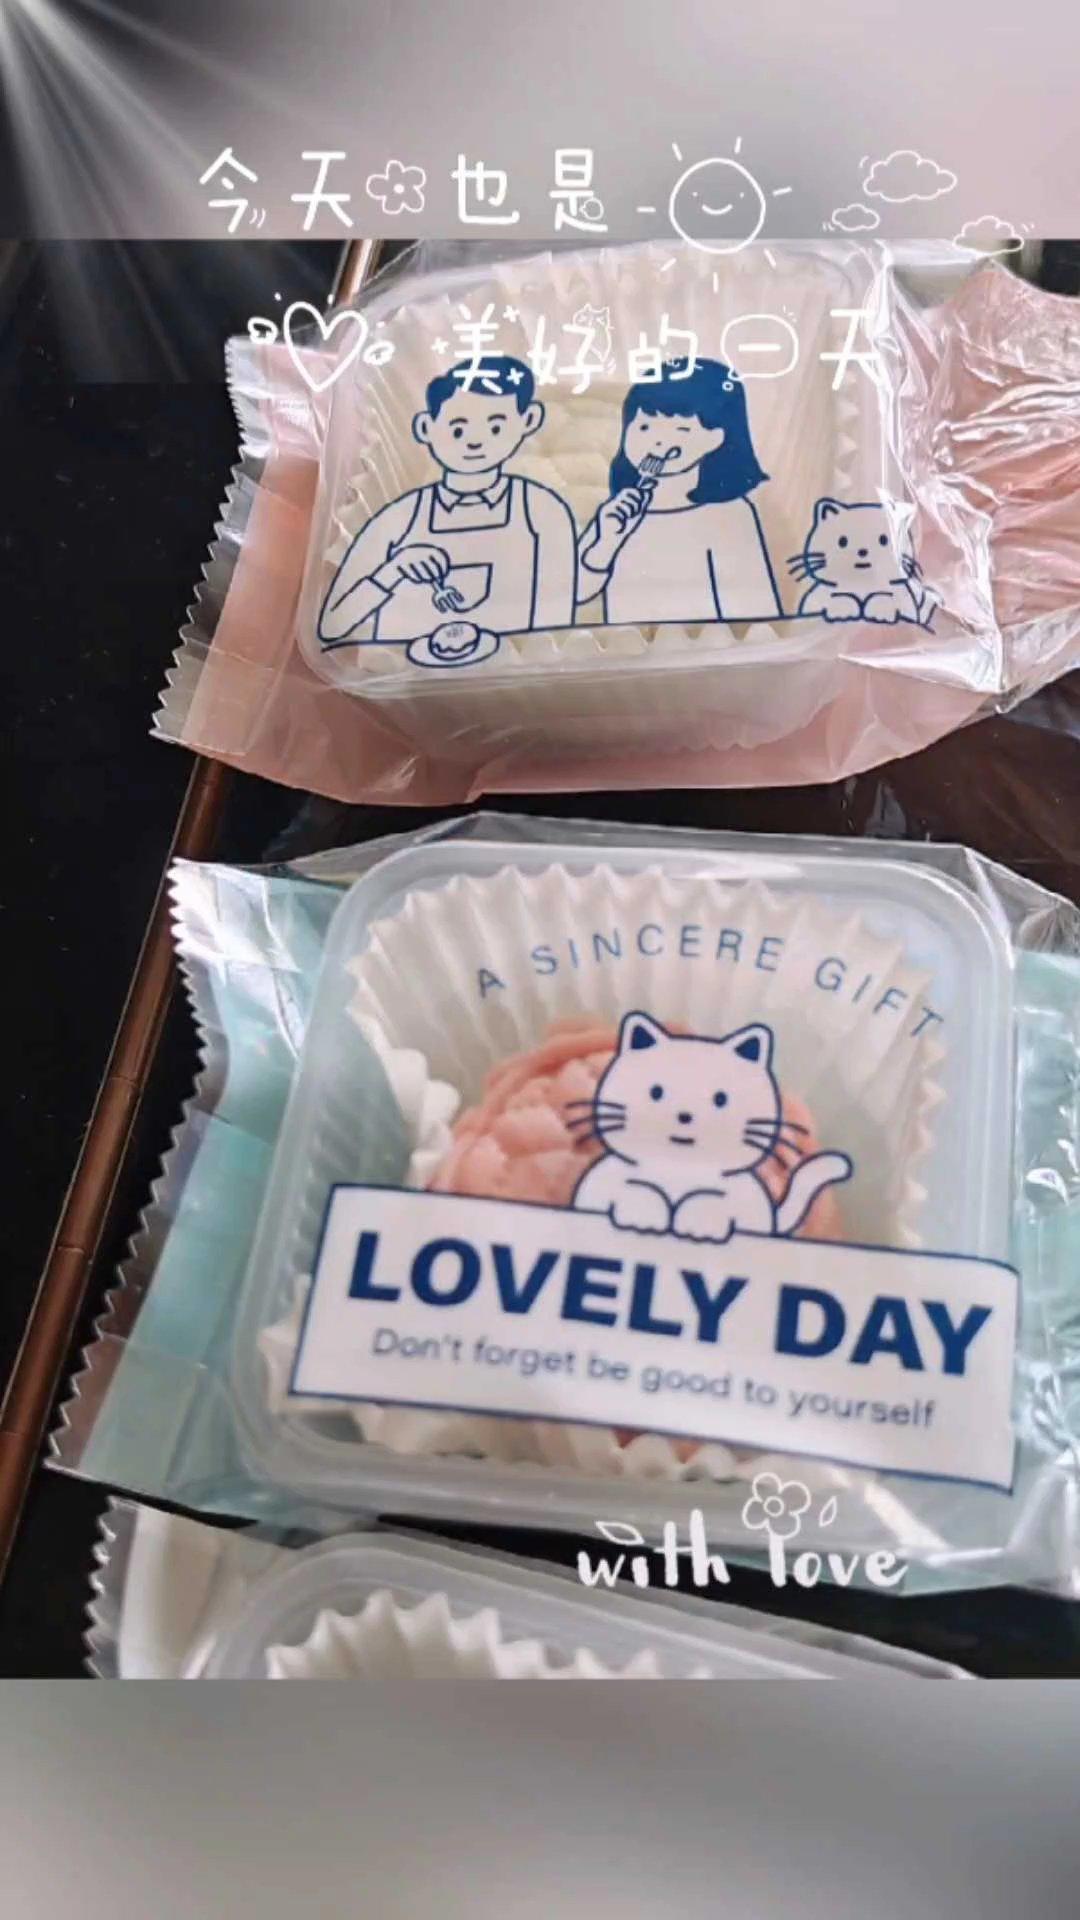 今天也是
美好的一天
A SINCERE GIFT
LOVELY DAY
Don't forget be good to yourself
with love